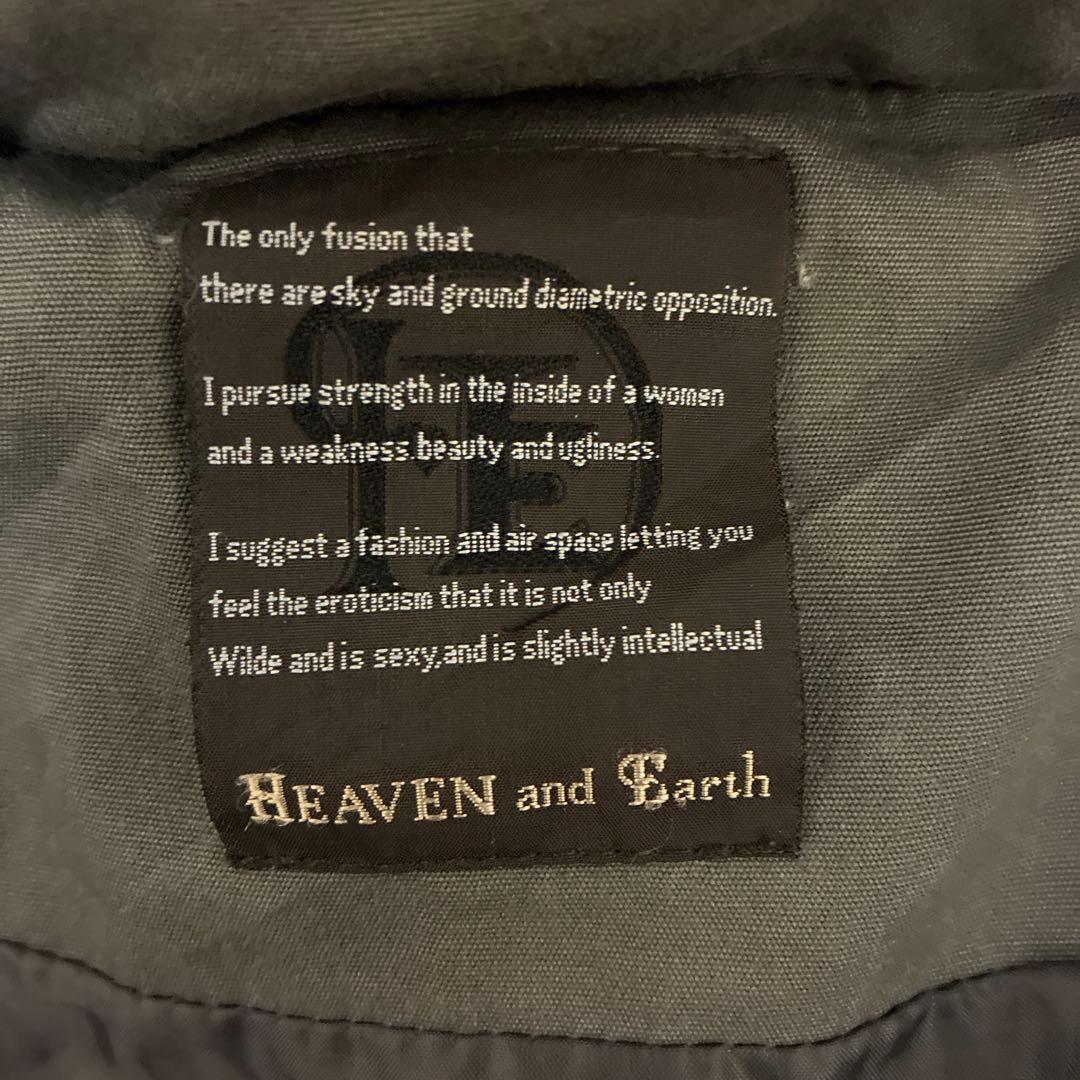 The only fusion that
there are sky and ground diametric opposition.
I pursue strength in the inside of a women
and a weakness.beauty and ugliness.
I suggest a fashion and air space letting you
feel the eroticism that it is not only
Wilde and is sexy,and is slightly intellectual
HEAVEN and Earth